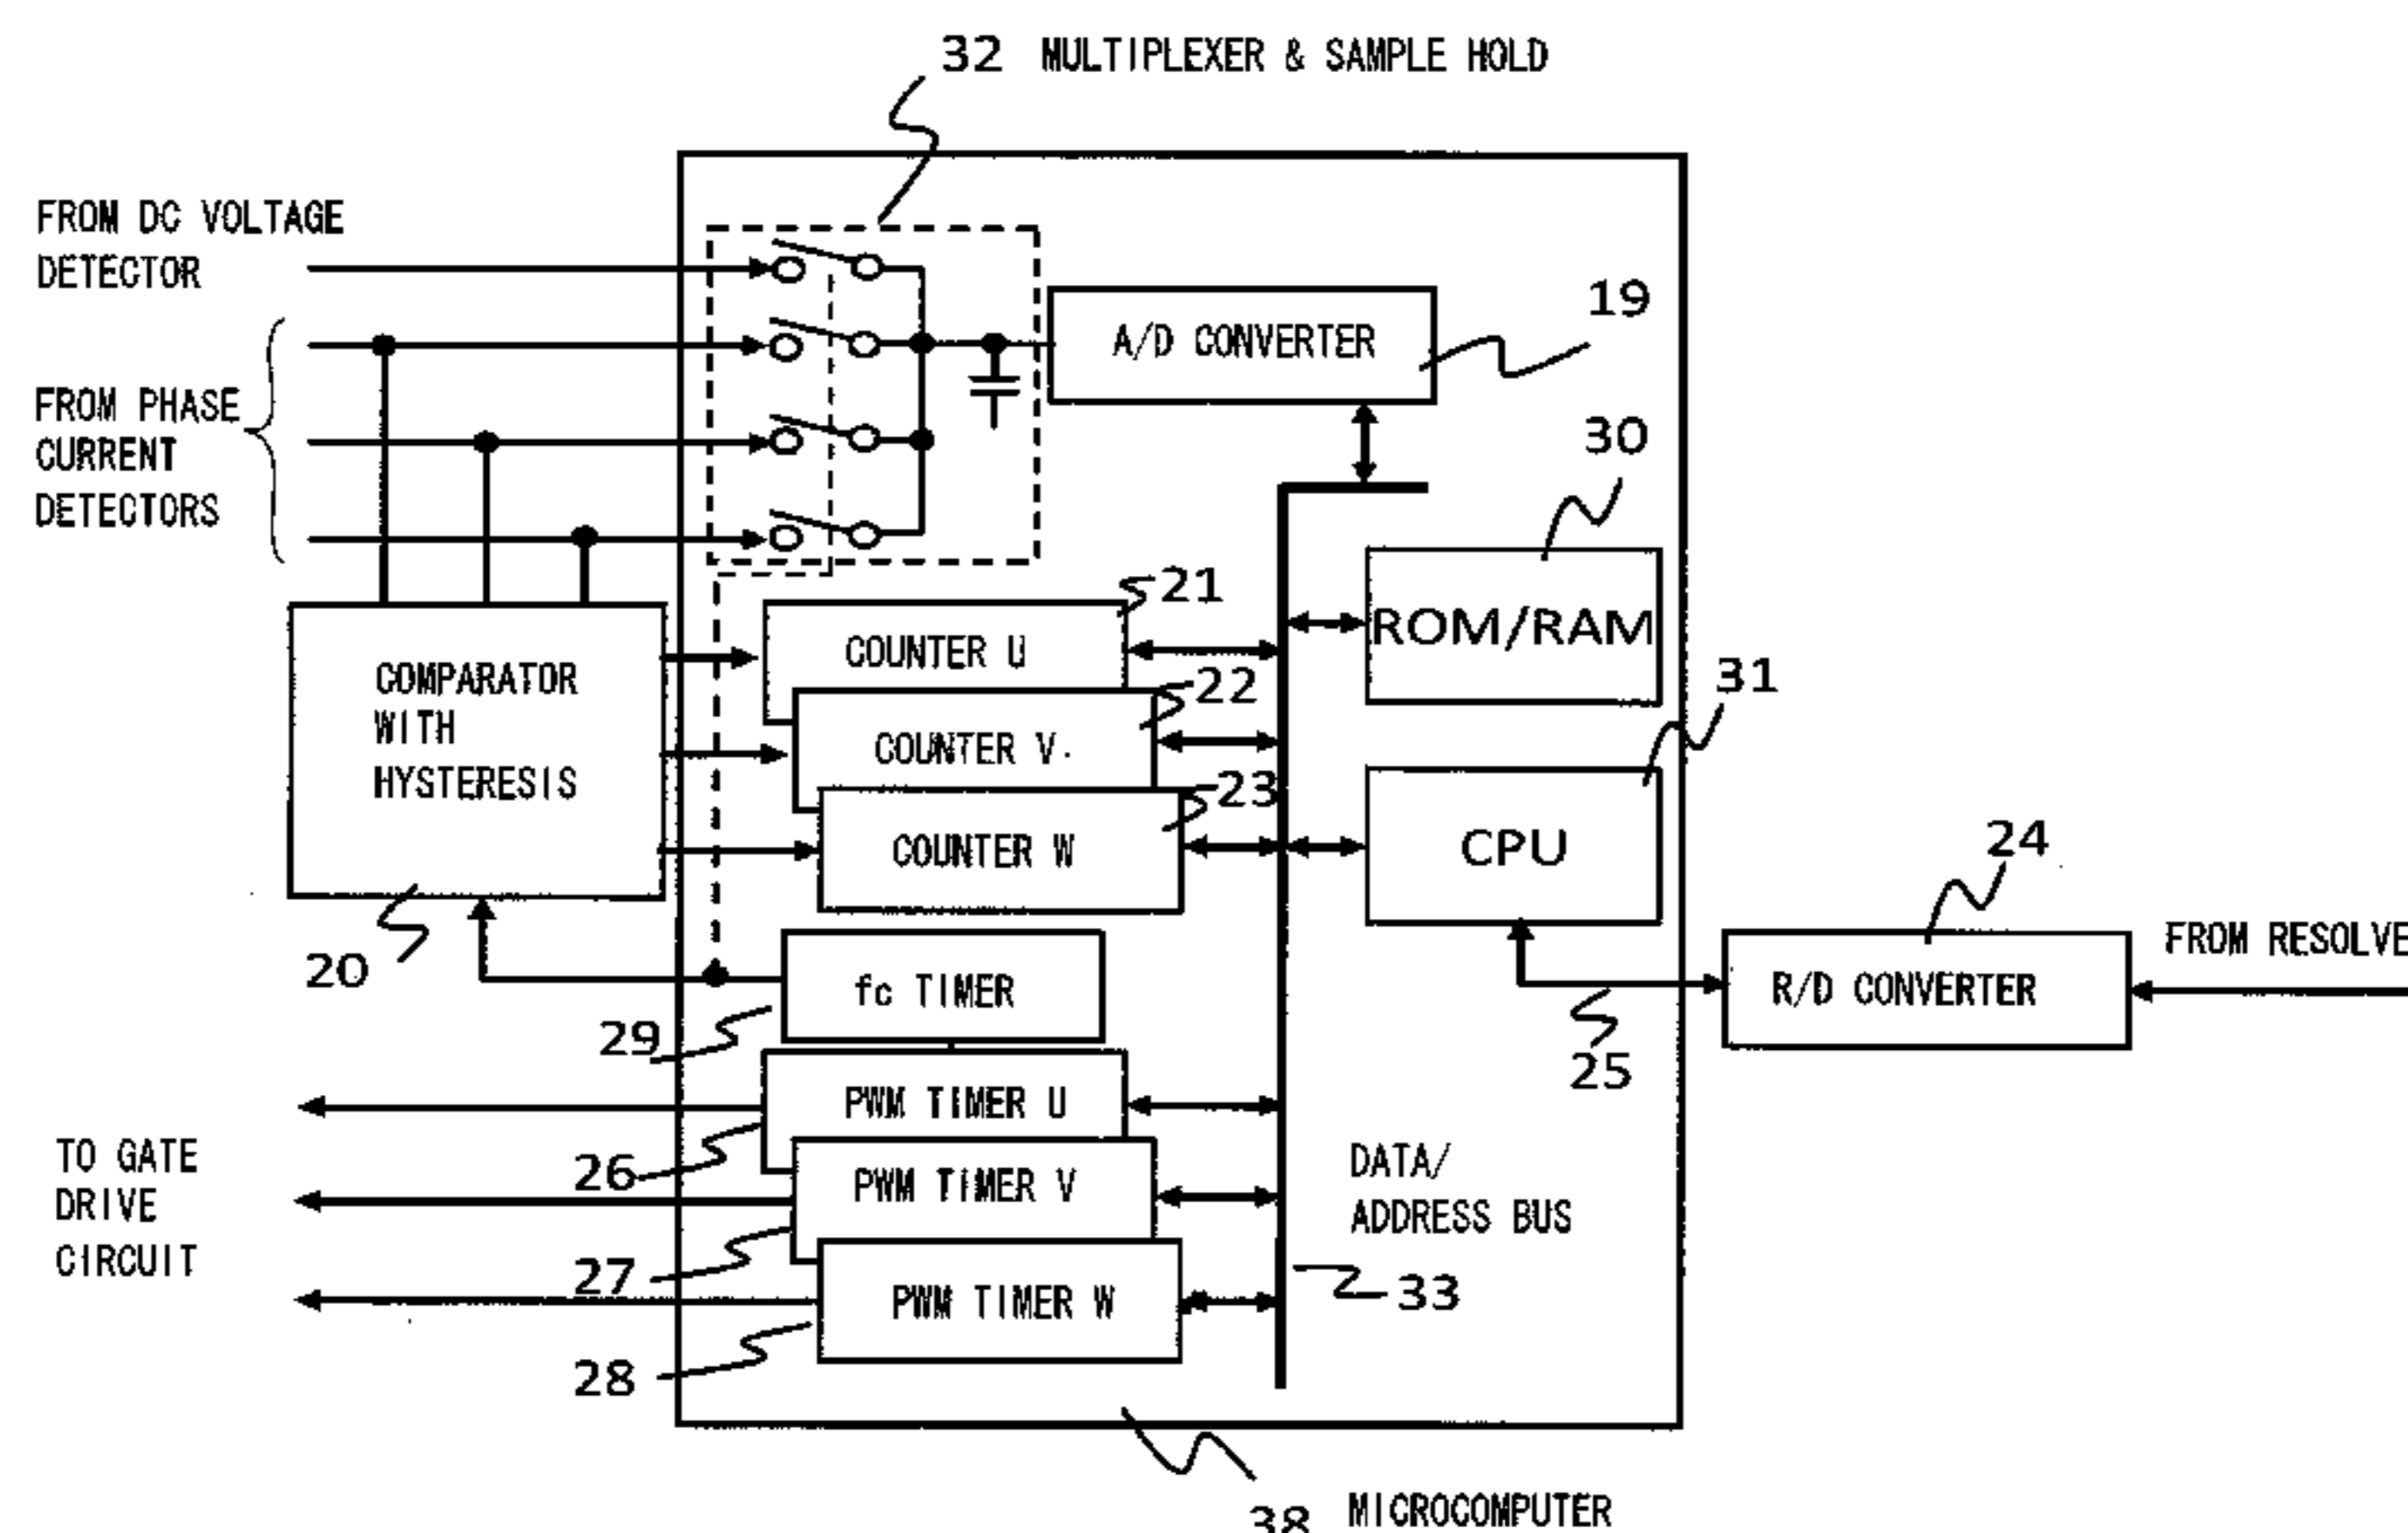 32 MULTIPLEXER & SAMPLE HOLD
FROM DC VOLTAGE
DETECTOR
19
A/D CONVERTER
FROM PHASE
CURRENT
DETECTORS
30
21
COUNTER U
ROM/RAM
COMPARATOR
WITH
HYSTERESIS
22
31
COUNTER V
23
COUNTER W
CPU
24
20
fc TIMER
FROM RESOLVE
R/D CONVERTER
29
25
PWM TIMER U
TO GATE
DRIVE
CIRCUIT
26
PWM TIMER V
DATA/
ADDRESS BUS
27
PWM TIMER W
33
28
38 MICROCOMPUTER